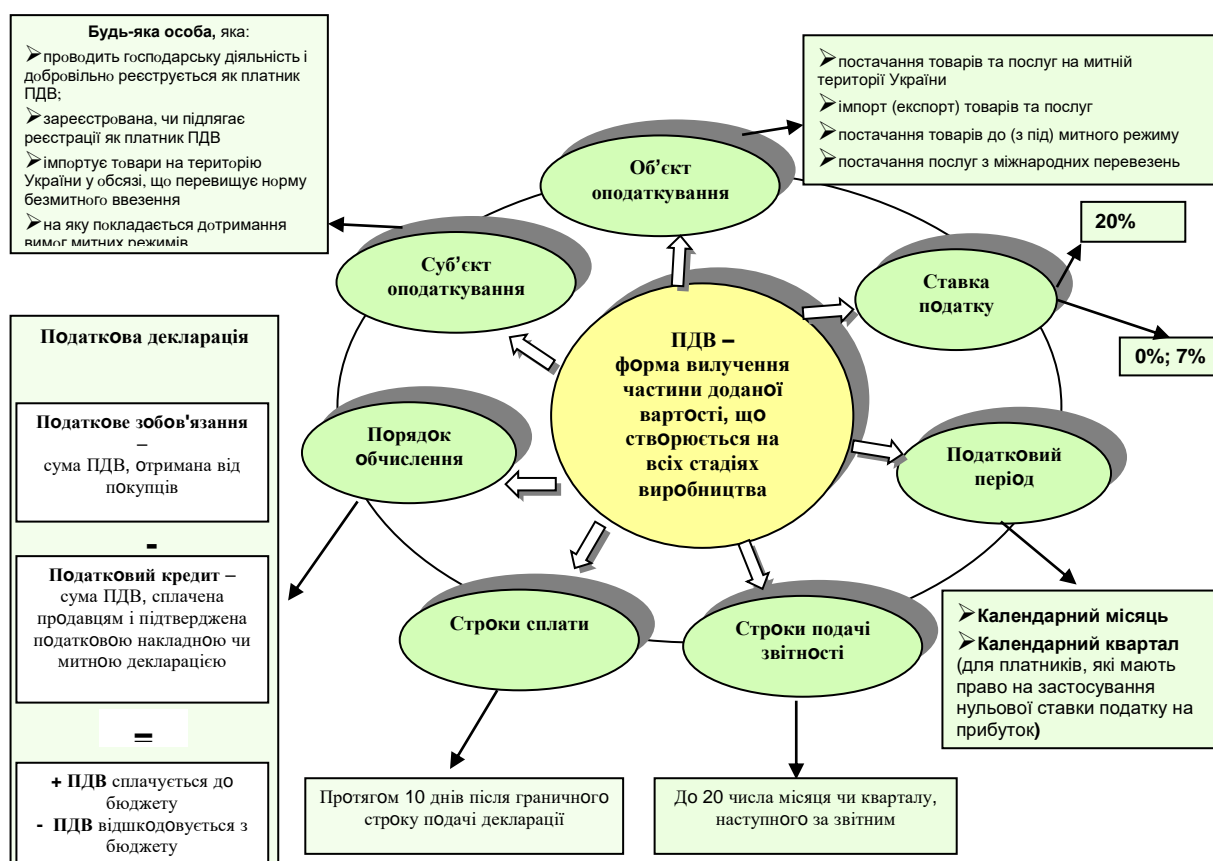 Будь-яка особа, яка:
➢проводить господарську діяльність і
добровільно реєструється як платник
ПДВ;
➢зареєстрована, чи підлягає
реєстрації як платник ПДВ
➢імпортує товари на територію
України у обсязі, що перевищує норму
безмитного ввезення
➢на яку покладається дотримання
вимог митних режимів
➢постачання товарів та послуг на митній
території України
➢імпорт (експорт) товарів та послуг
➢постачання товарів до (з під) митного режиму
➢постачання послуг з міжнародних перевезень
Об’єкт
оподаткування
Суб’єкт
оподаткування
20%
Ставка
податку
0%; 7%
ПДВ –
форма вилучення
частини доданої
вартості, що
створюється на
всіх стадіях
виробництва
Податкова декларація
Податкове зобов'язання
–
сума ПДВ, отримана від
покупців
-
Податковий кредит –
сума ПДВ, сплачена
продавцям і підтверджена
податковою накладною чи
митною декларацією
=
+ ПДВ сплачується до
бюджету
- ПДВ відшкодовується з
бюджету
Порядок
обчислення
Податковий
період
Строки сплати
Строки подачі
звітності
➢Календарний місяць
➢Календарний квартал
(для платників, які мають
право на застосування
нульової ставки податку на
прибуток)
Протягом 10 днів після граничного
строку подачі декларації
До 20 числа місяця чи кварталу,
наступного за звітним